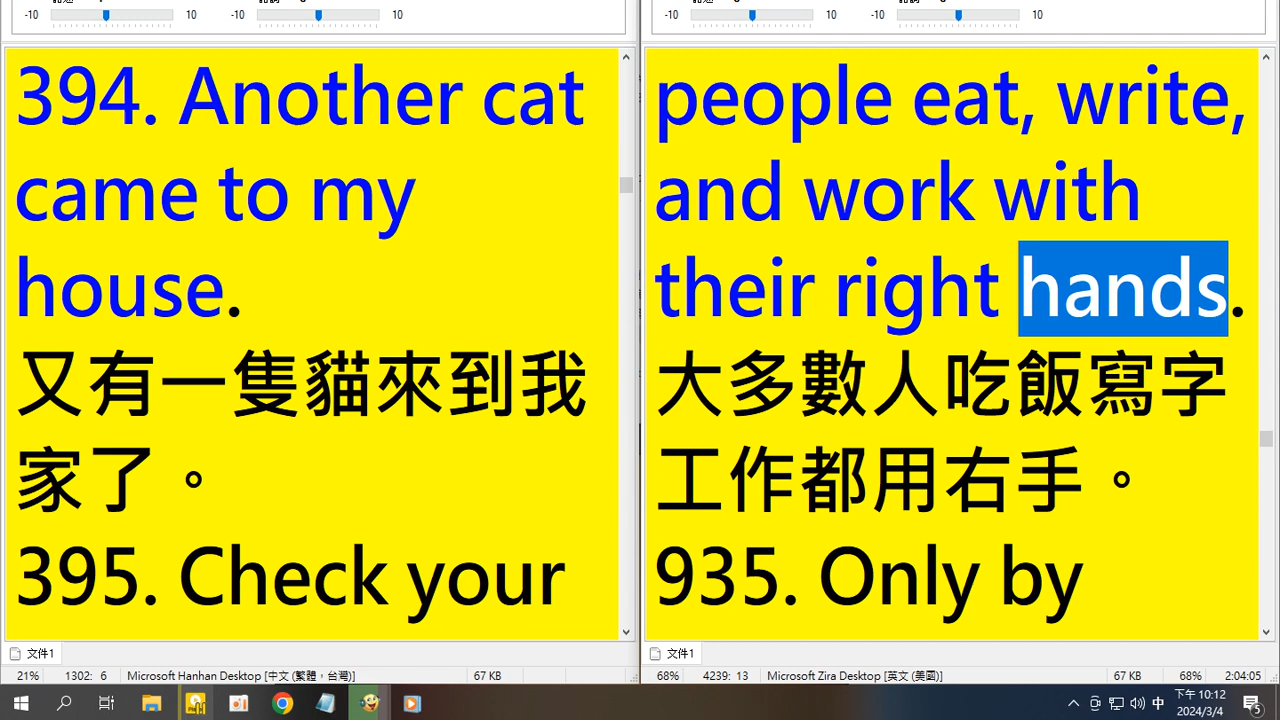 -10
10
-10
10
394. Another cat
came to my
house.
又有一隻貓來到我
家了。
395. Check your
文件1
21%
1302: 6
Microsoft Hanhan Desktop [中文 (繁體，台灣)]
67 KB
-10
10
-10
10
people eat, write,
and work with
their right hands.
大多數人吃飯寫字
工作都用右手。
935. Only by
文件1
68%
4239: 13
Microsoft Zira Desktop [英文 (美國)]
67 KB
68%
2:04:05
中
下午 10:12
2024/3/4
5